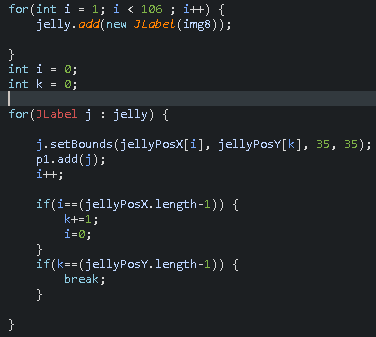 for(int i = 1; i < 106 ; i++) {
jelly.add(new JLabel(img8));
}
int i = 0;
int k = 0;
for(JLabel j : jelly) {
j.setBounds(jellyPosX[i], jellyPosY[k], 35, 35);
p1.add(j);
i++;
if(i==(jellyPosX.length-1)) {
k+=1;
i=0;
}
if(k==(jellyPosY.length-1)) {
break;
}
}